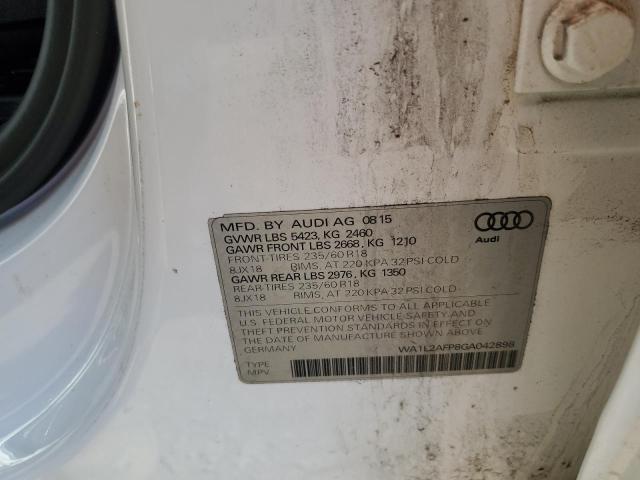 MFD. BY AUDI AG 0815
GVWR LBS 5423, KG 2460
GAWR FRONT LBS 2668, KG 1210
FRONT-TIRES 235/60 R18
8JX18 RIMS, AT 220 KPA/32 PSI COLD
GAWR REAR LBS 2976, KG 1350
REAR-TIRES 235/60 R18
8JX18 RIMS, AT 220 KPA/32 PSI COLD
THIS VEHICLE CONFORMS TO ALL APPLICABLE
U.S. FEDERAL MOTOR VEHICLE SAFETY AND
THEFT PREVENTION STANDARDS IN EFFECT
ON THE DATE OF MANUFACTURE SHOWN ABOVE
GERMANY WA1L2AFP8GA042898
TYPE
MPV
Audi